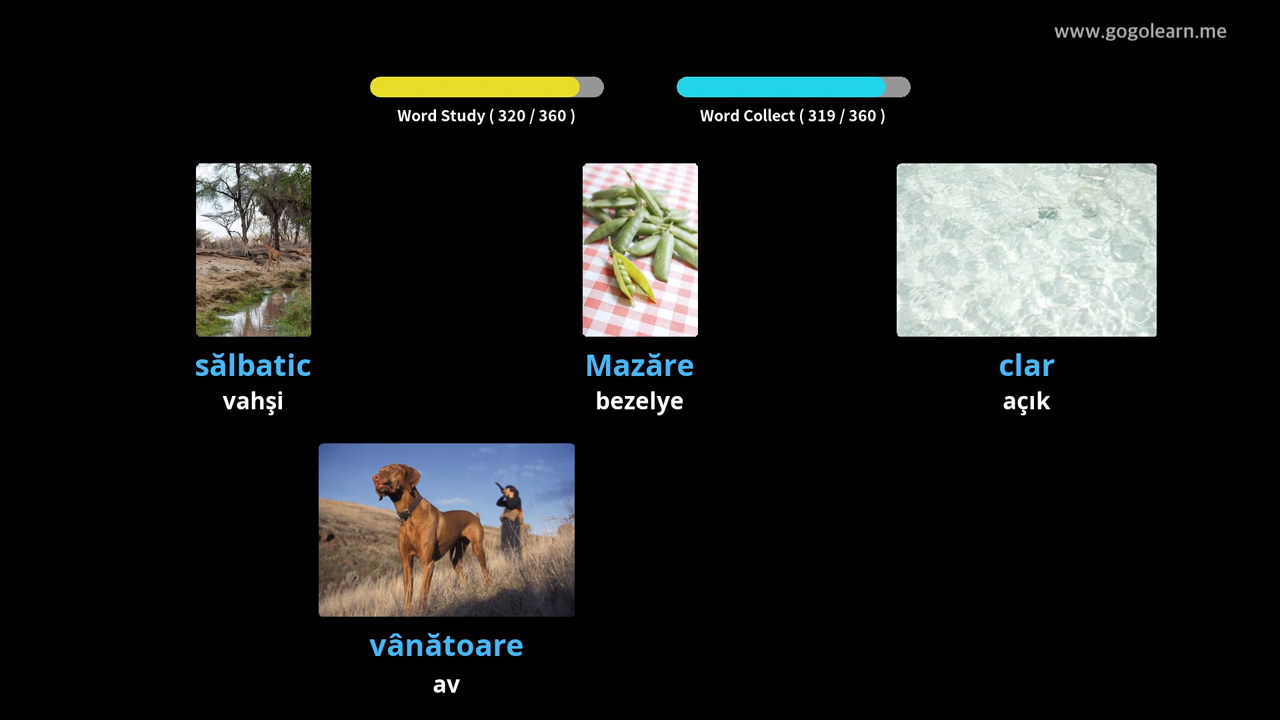 www.gogolearn.me
Word Study ( 320 / 360 )
Word Collect ( 319 / 360 )
sălbatic
vahşi
Mazăre
bezelye
clar
açık
vânătoare
av